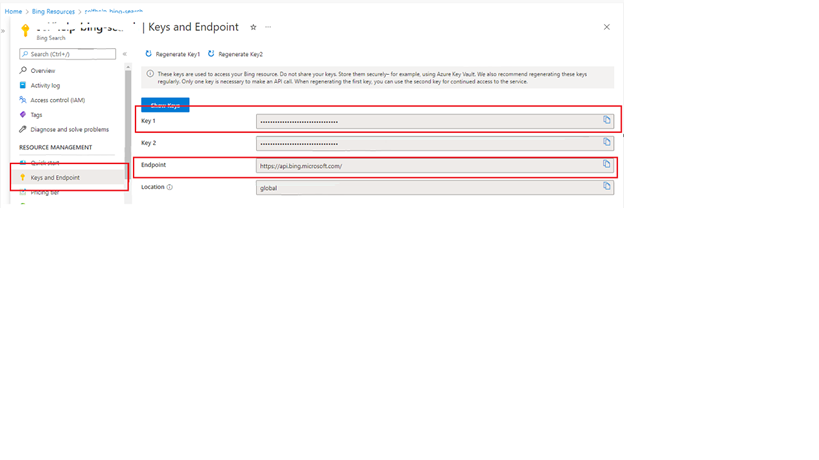 Home > Bing Resources >
| Keys and Endpoint
Bing Search
Search (Ctrl+/)
Regenerate Key1 Regenerate Key2
These keys are used to access your Bing resource. Do not share your keys. Store them securely– for example, using Azure Key Vault. We also recommend regenerating these keys
regularly. Only one key is necessary to make an API call. When regenerating the first key, you can use the second key for continued access to the service.
Overview
Activity log
Access control (IAM)
Tags
Diagnose and solve problems
RESOURCE MANAGEMENT
Quick start
Keys and Endpoint
Pricing tier
Show Keys
Key 1
Key 2
Endpoint
https://api.bing.microsoft.com/
Location
global